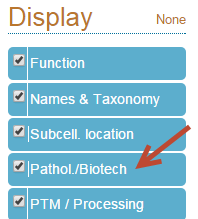 Display None
Function
Names & Taxonomy
Subcell. location
Pathol./Biotech
PTM / Processing